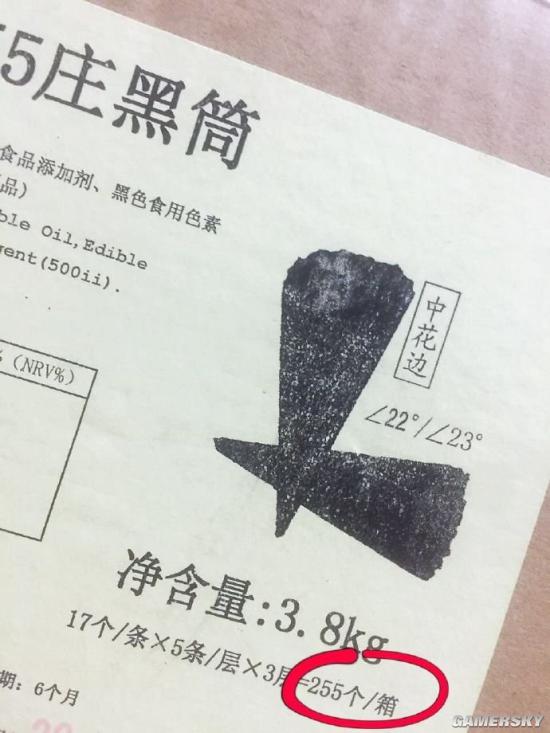 5庄黑筒
食品添加剂、黑色食用色素
品)
ble Oil,Edible
ent(500ii).
中花边
% (NRV%)
∠22°/∠23°
净含量:3.8kg
17个/条×5条/层×3层=255个/箱
期: 6个月
GAMERSKY